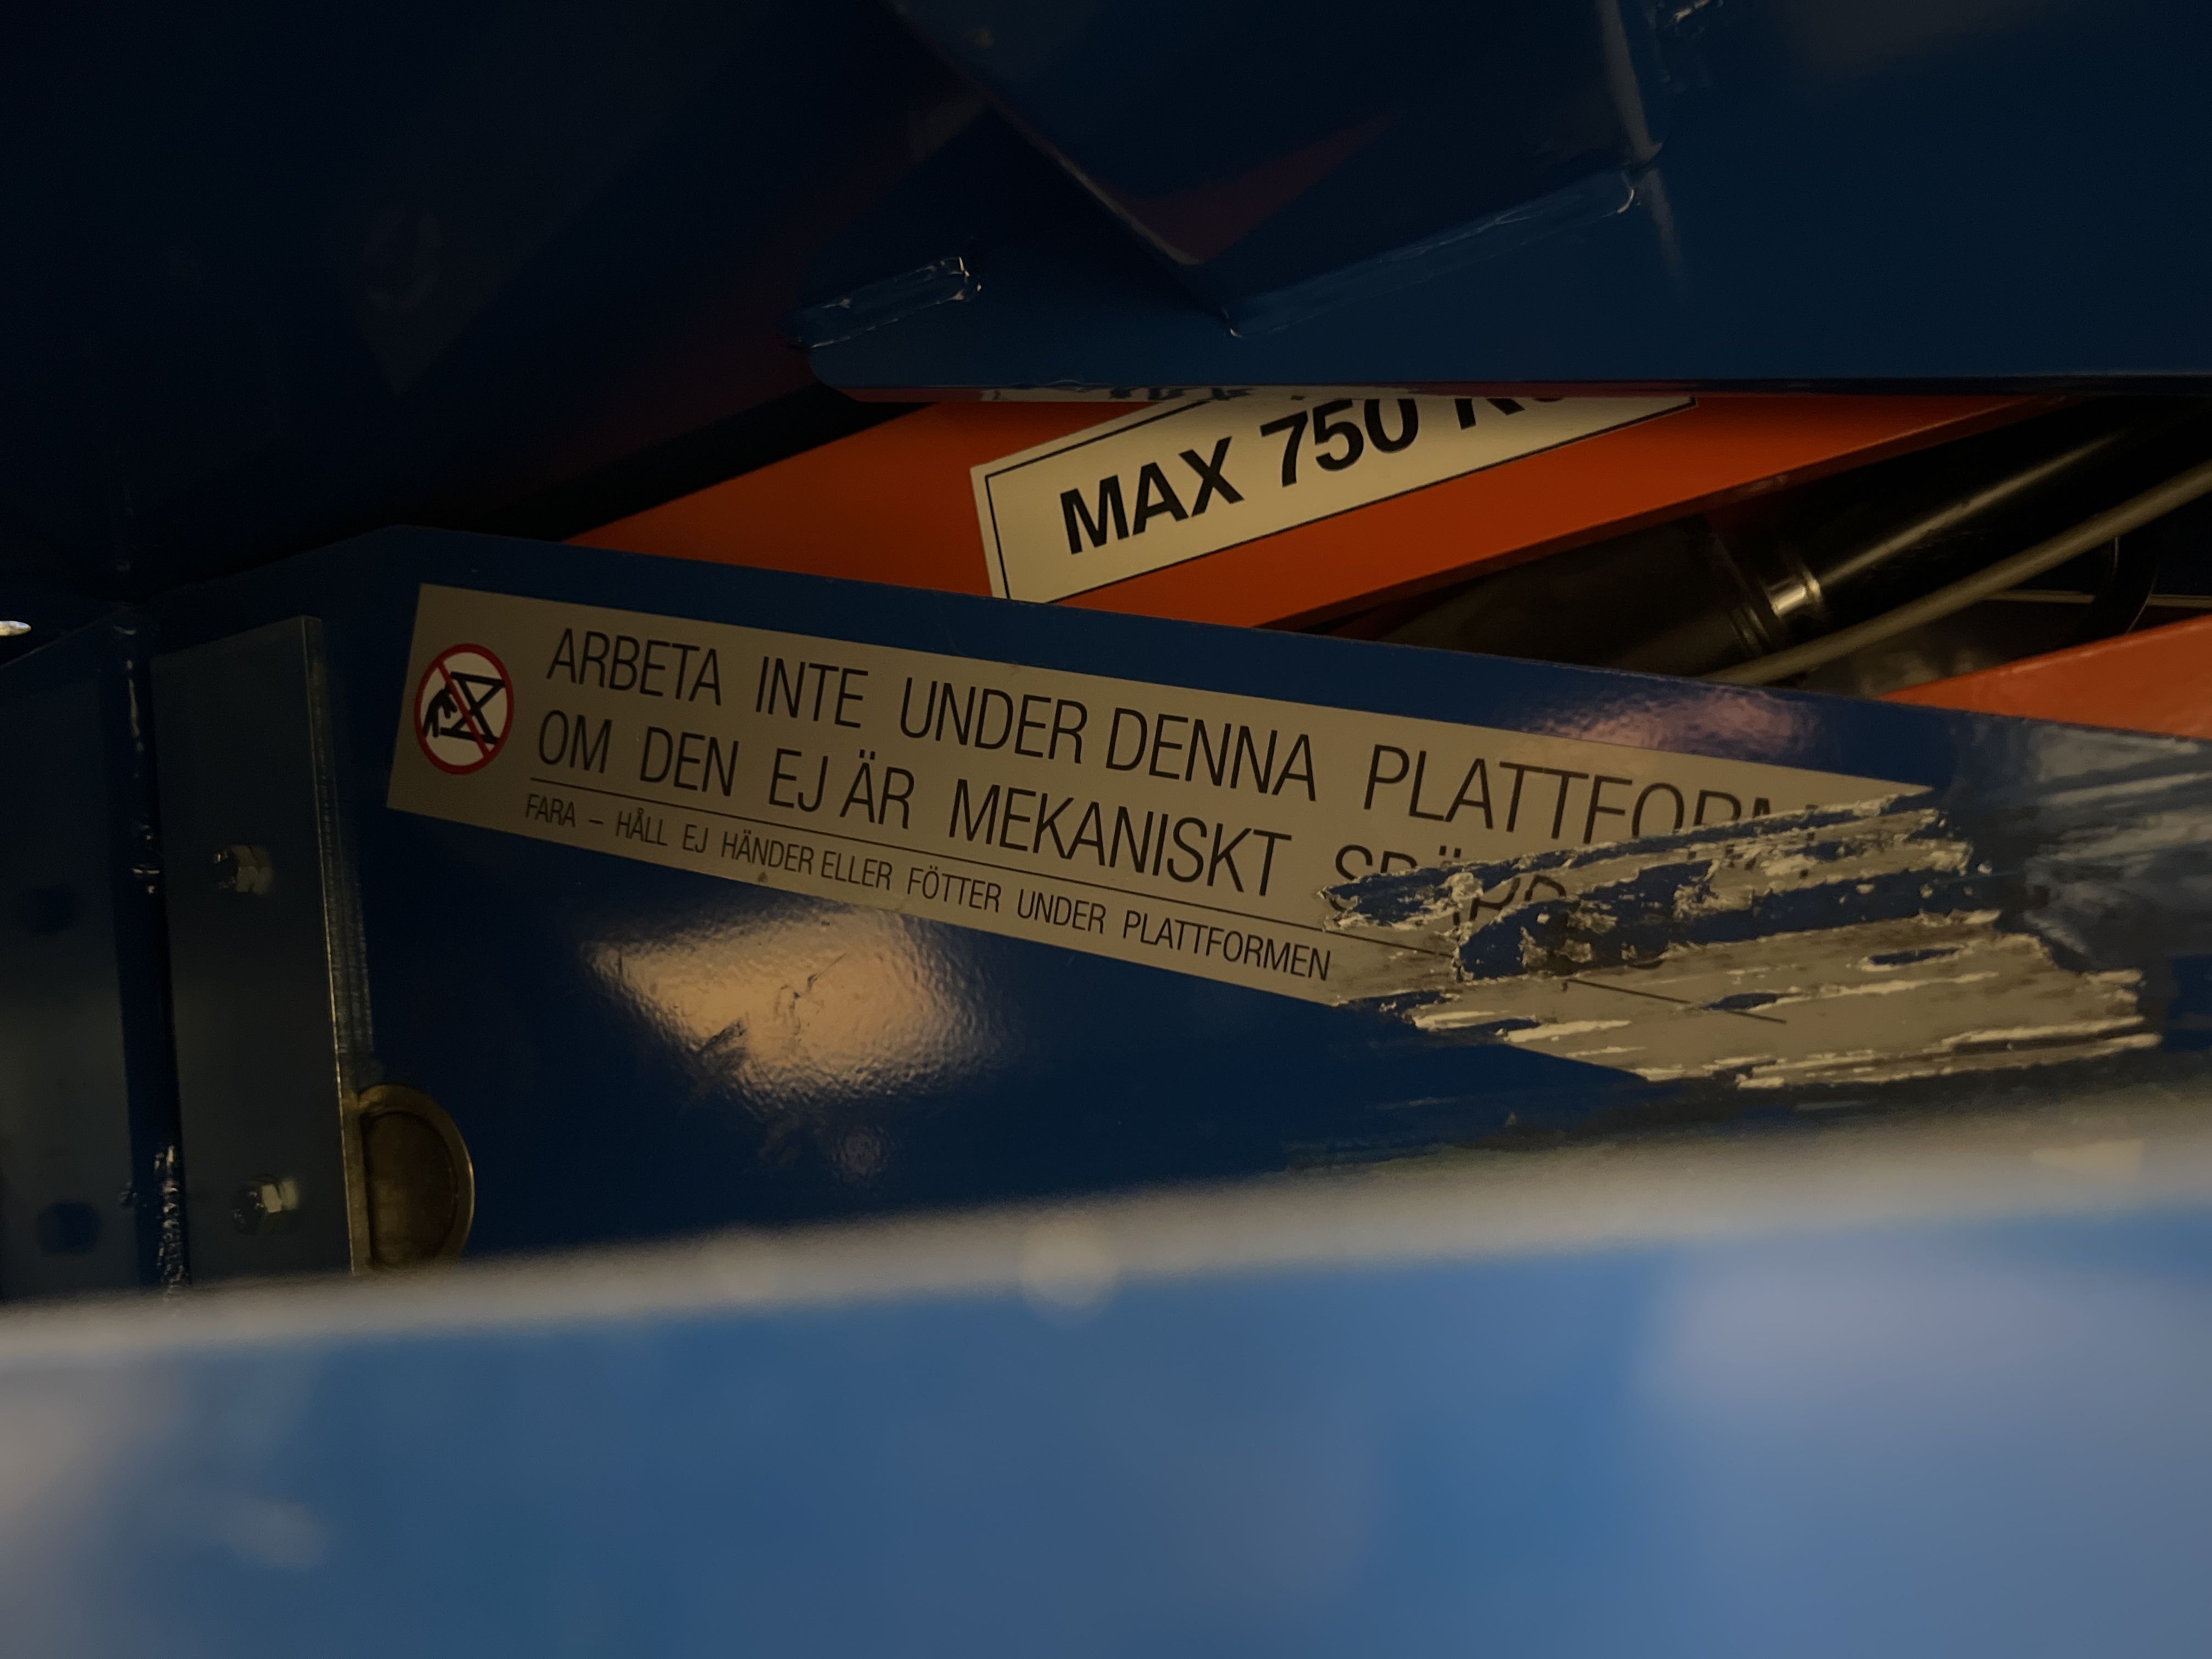 MAX 750
ARBETA INTE UNDER DENNA PLATTFORM
OM DEN EJ ÄR MEKANISKT
FARA – HÅLL EJ HÄNDER ELLER FÖTTER UNDER PLATTFORMEN